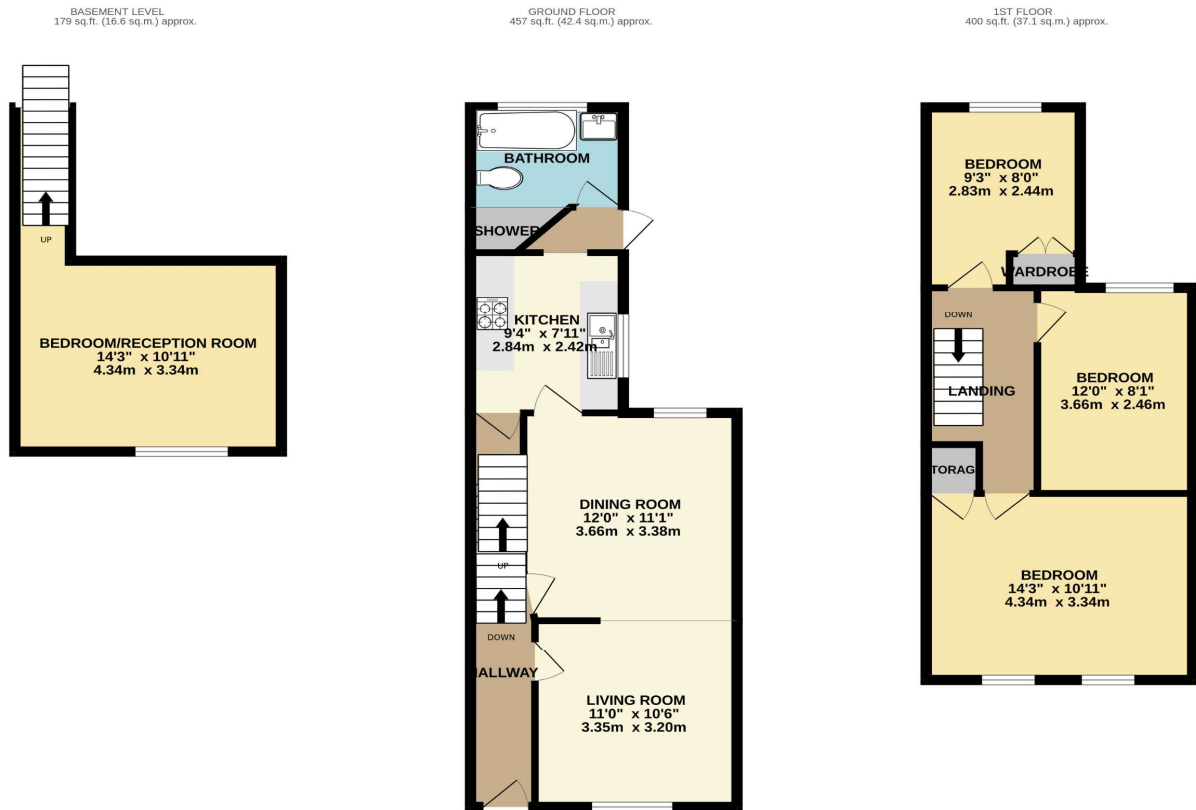 BASEMENT LEVEL
179 sq.ft. (16.6 sq.m.) approx.
UP
BEDROOM/RECEPTION ROOM
14'3" x 10'11"
4.34m x 3.34m
GROUND FLOOR
457 sq.ft. (42.4 sq.m.) approx.
BATHROOM
SHOWER
KITCHEN
9'4" x 7'11"
2.84m x 2.42m
DINING ROOM
12'0" x 11'1"
3.66m x 3.38m
UP
DOWN
HALLWAY
LIVING ROOM
11'0" x 10'6"
3.35m x 3.20m
1ST FLOOR
400 sq.ft. (37.1 sq.m.) approx.
BEDROOM
9'3" x 8'0"
2.83m x 2.44m
WARDROBE
DOWN
LANDING
BEDROOM
12'0" x 8'1"
3.66m x 2.46m
TORAG
BEDROOM
14'3" x 10'11"
4.34m x 3.34m